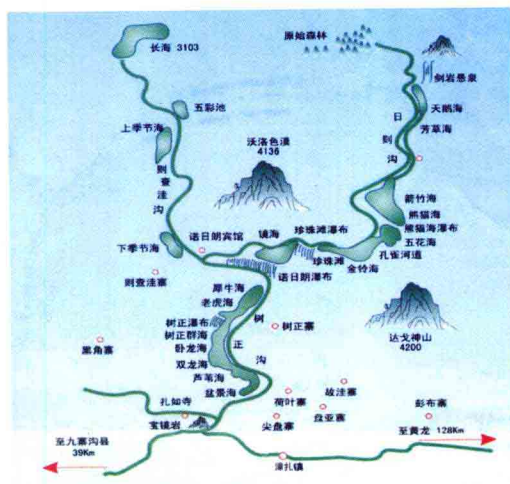 长海 3103
原始森林
剑岩悬泉
五彩池
天鹅海
上季节海
日则沟
芳草海
沃洛色漠
4136
则查洼沟
箭竹海
熊猫海
熊猫海瀑布
镜海
珍珠滩瀑布
诺日朗宾馆
五花海
下季节海
孔雀河道
珍珠滩
金铃海
诺日朗瀑布
则查洼寨
犀牛海
老虎海
树正瀑布
树正沟
树正寨
树正群海
达戈神山
4200
黑角寨
卧龙海
双龙海
芦苇海
盆景海
扎如寺
荷叶寨
故洼寨
彭布寨
宝镜岩
尖盘寨
盘亚寨
至九寨沟县
39Km
至黄龙 128Km
漳扎镇